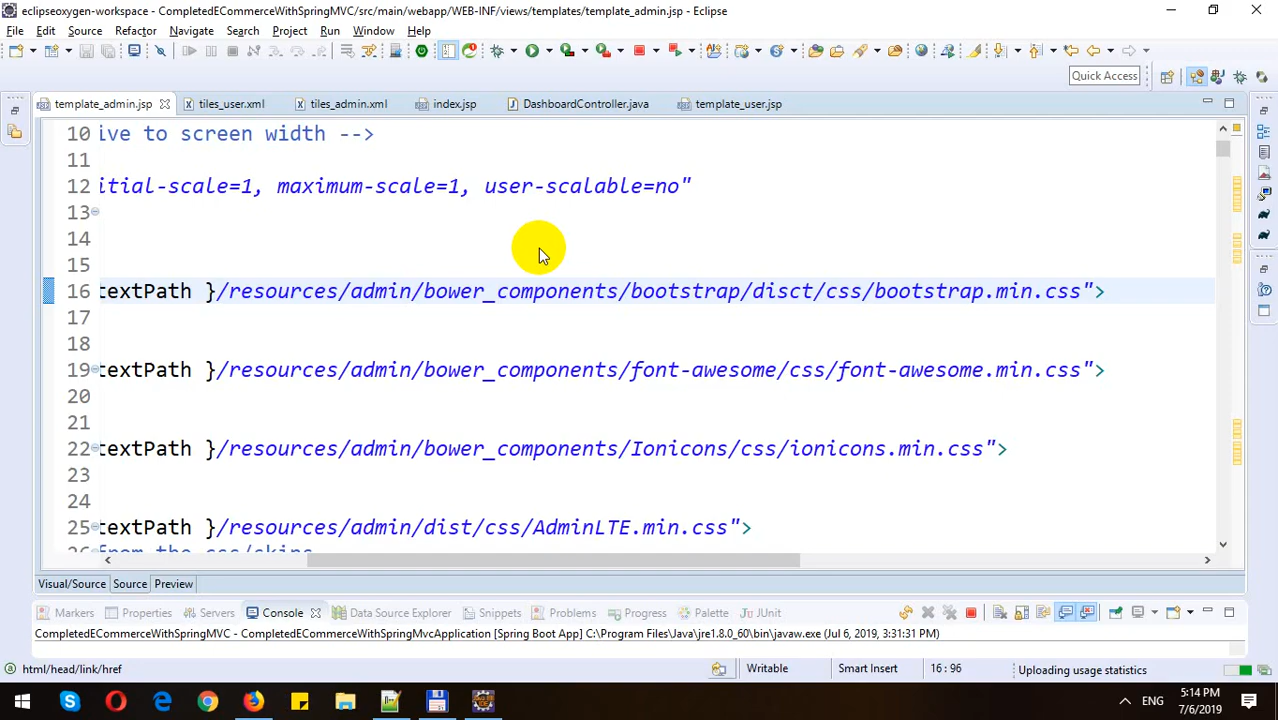 eclipseoxygen-workspace - CompletedECommerceWithSpringMVC/src/main/webapp/WEB-INF/views/templates/template_admin.jsp - Eclipse
File Edit Source Refactor Navigate Search Project Run Window Help
Quick Access
template_admin.jsp tiles_user.xml tiles_admin.xml index.jsp DashboardController.java template_user.jsp
10 ive to screen width -->
11
12 itial-scale=1, maximum-scale=1, user-scalable=no"
13
14
15
16 textPath }/resources/admin/bower_components/bootstrap/disct/css/bootstrap.min.css">
17
18
19 textPath }/resources/admin/bower_components/font-awesome/css/font-awesome.min.css">
20
21
22 textPath }/resources/admin/bower_components/Ionicons/css/ionicons.min.css">
23
24
25 textPath }/resources/admin/dist/css/AdminLTE.min.css">
26 from the css/skins
Visual/Source Source Preview
Markers Properties Servers Console Data Source Explorer Snippets Problems Progress Palette JUnit
CompletedECommerceWithSpringMVC - CompletedECommerceWithSpringMvcApplication [Spring Boot App] C:\Program Files\Java\jre1.8.0_60\bin\javaw.exe (Jul 6, 2019, 3:31:31 PM)
html/head/link/href Writable Smart Insert 16 : 96 Uploading usage statistics
ENG 5:14 PM
7/6/2019